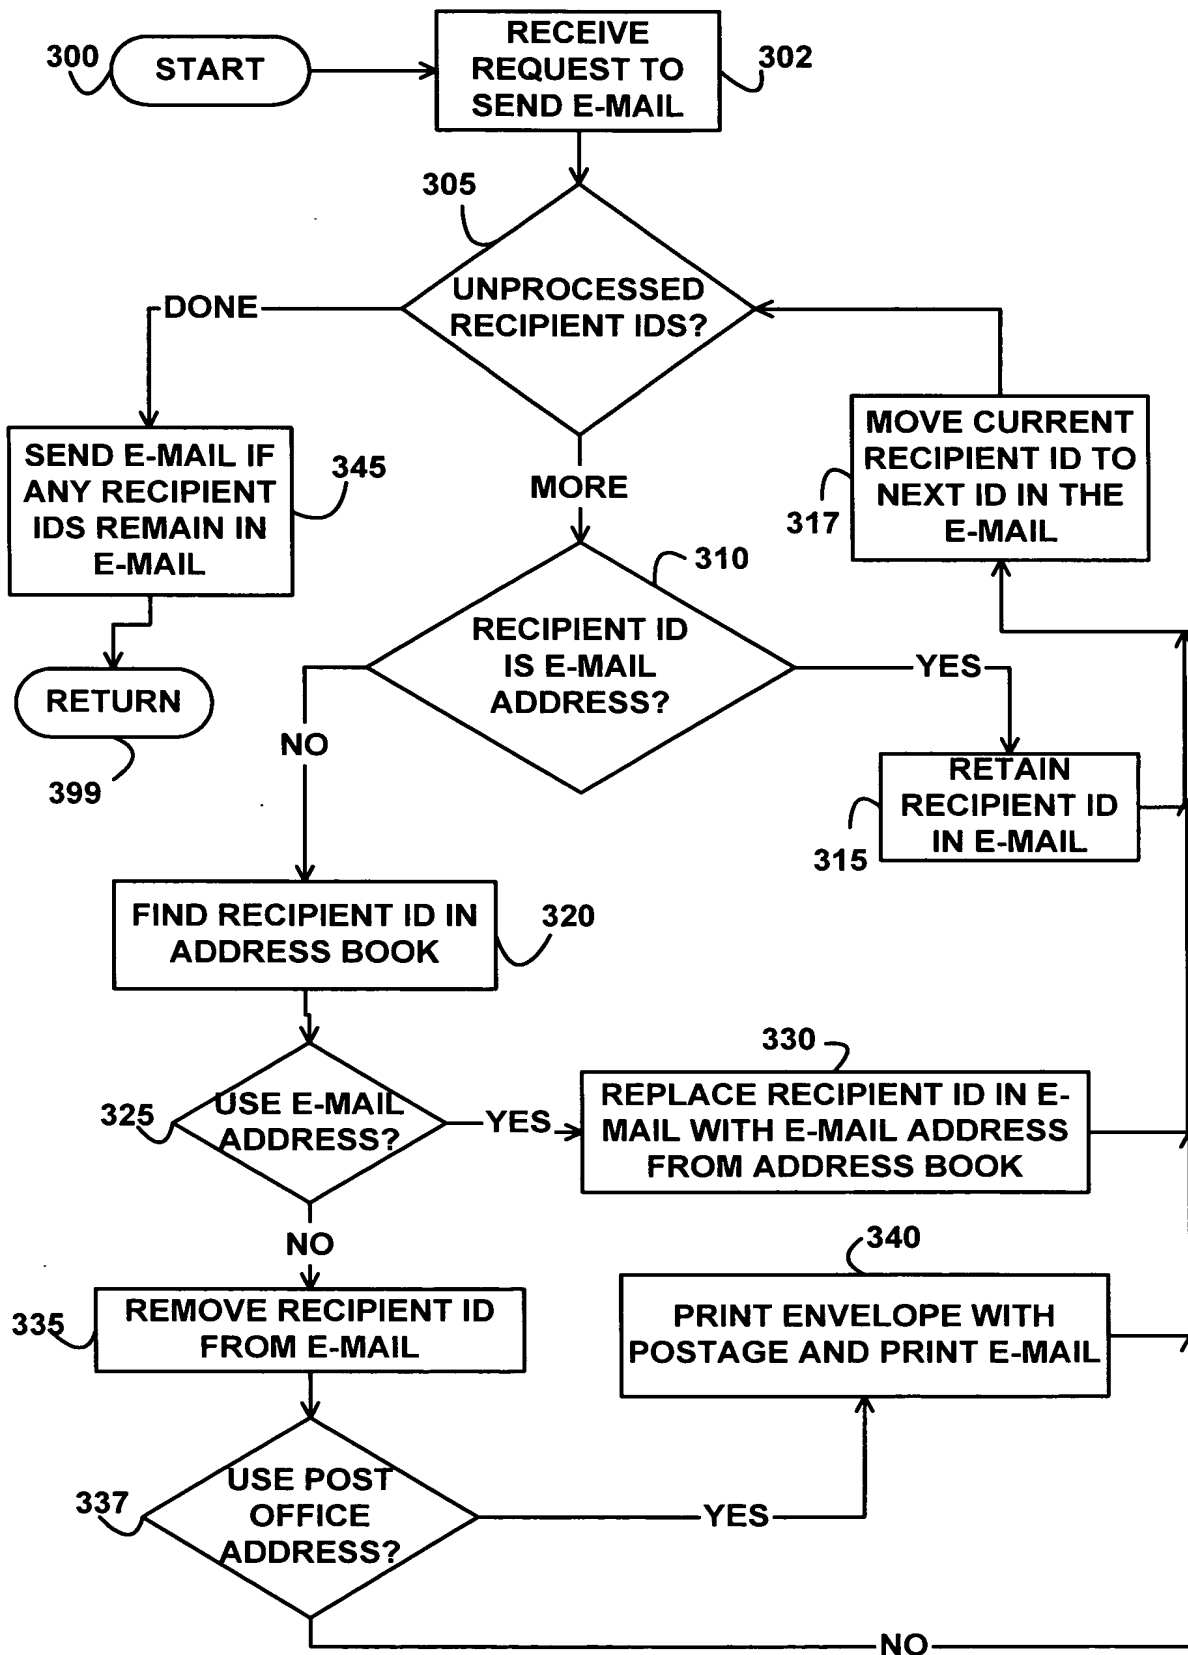 300
START
RECEIVE
REQUEST TO
SEND E-MAIL
302
305
UNPROCESSED
RECIPIENT IDS?
DONE
MORE
SEND E-MAIL IF
ANY RECIPIENT
IDS REMAIN IN
E-MAIL
345
MOVE CURRENT
RECIPIENT ID TO
NEXT ID IN THE
E-MAIL
317
310
RECIPIENT ID
IS E-MAIL
ADDRESS?
YES
NO
RETURN
399
RETAIN
RECIPIENT ID
IN E-MAIL
315
FIND RECIPIENT ID IN
ADDRESS BOOK
320
325
USE E-MAIL
ADDRESS?
YES
330
REPLACE RECIPIENT ID IN E-
MAIL WITH E-MAIL ADDRESS
FROM ADDRESS BOOK
NO
335
REMOVE RECIPIENT ID
FROM E-MAIL
340
PRINT ENVELOPE WITH
POSTAGE AND PRINT E-MAIL
337
USE POST
OFFICE
ADDRESS?
YES
NO